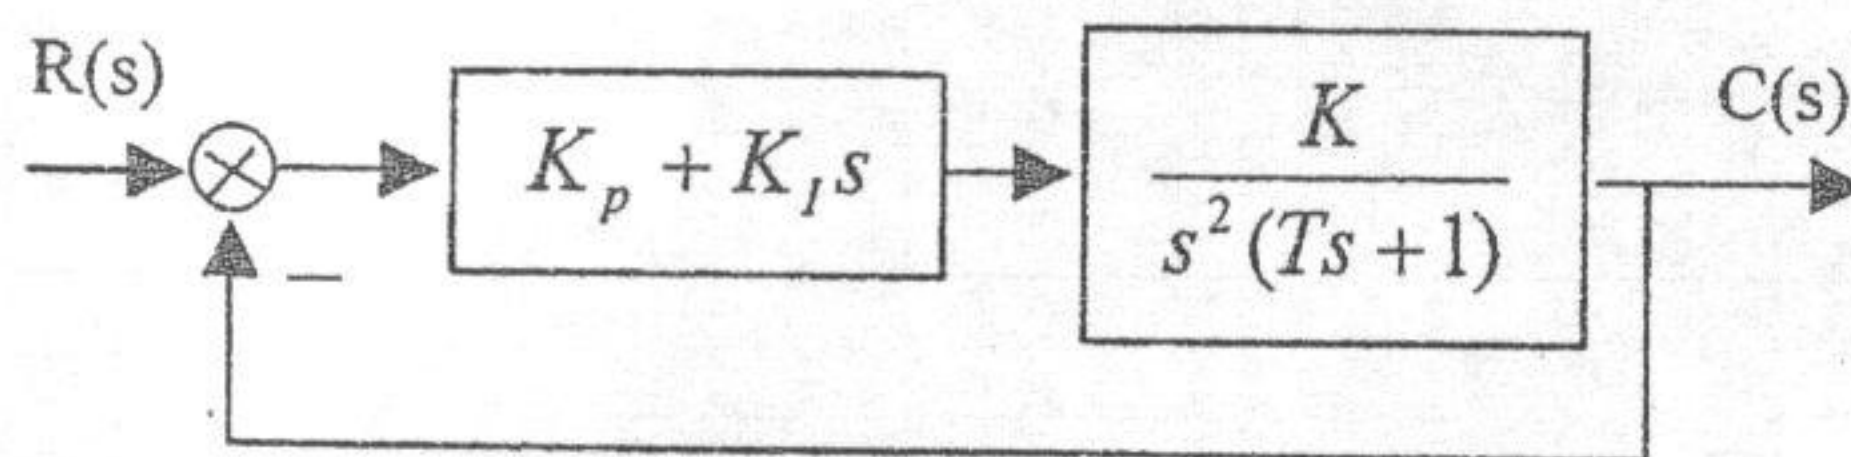 R(s)
K_p + K_I s
K
s^2 (Ts + 1)
C(s)
—